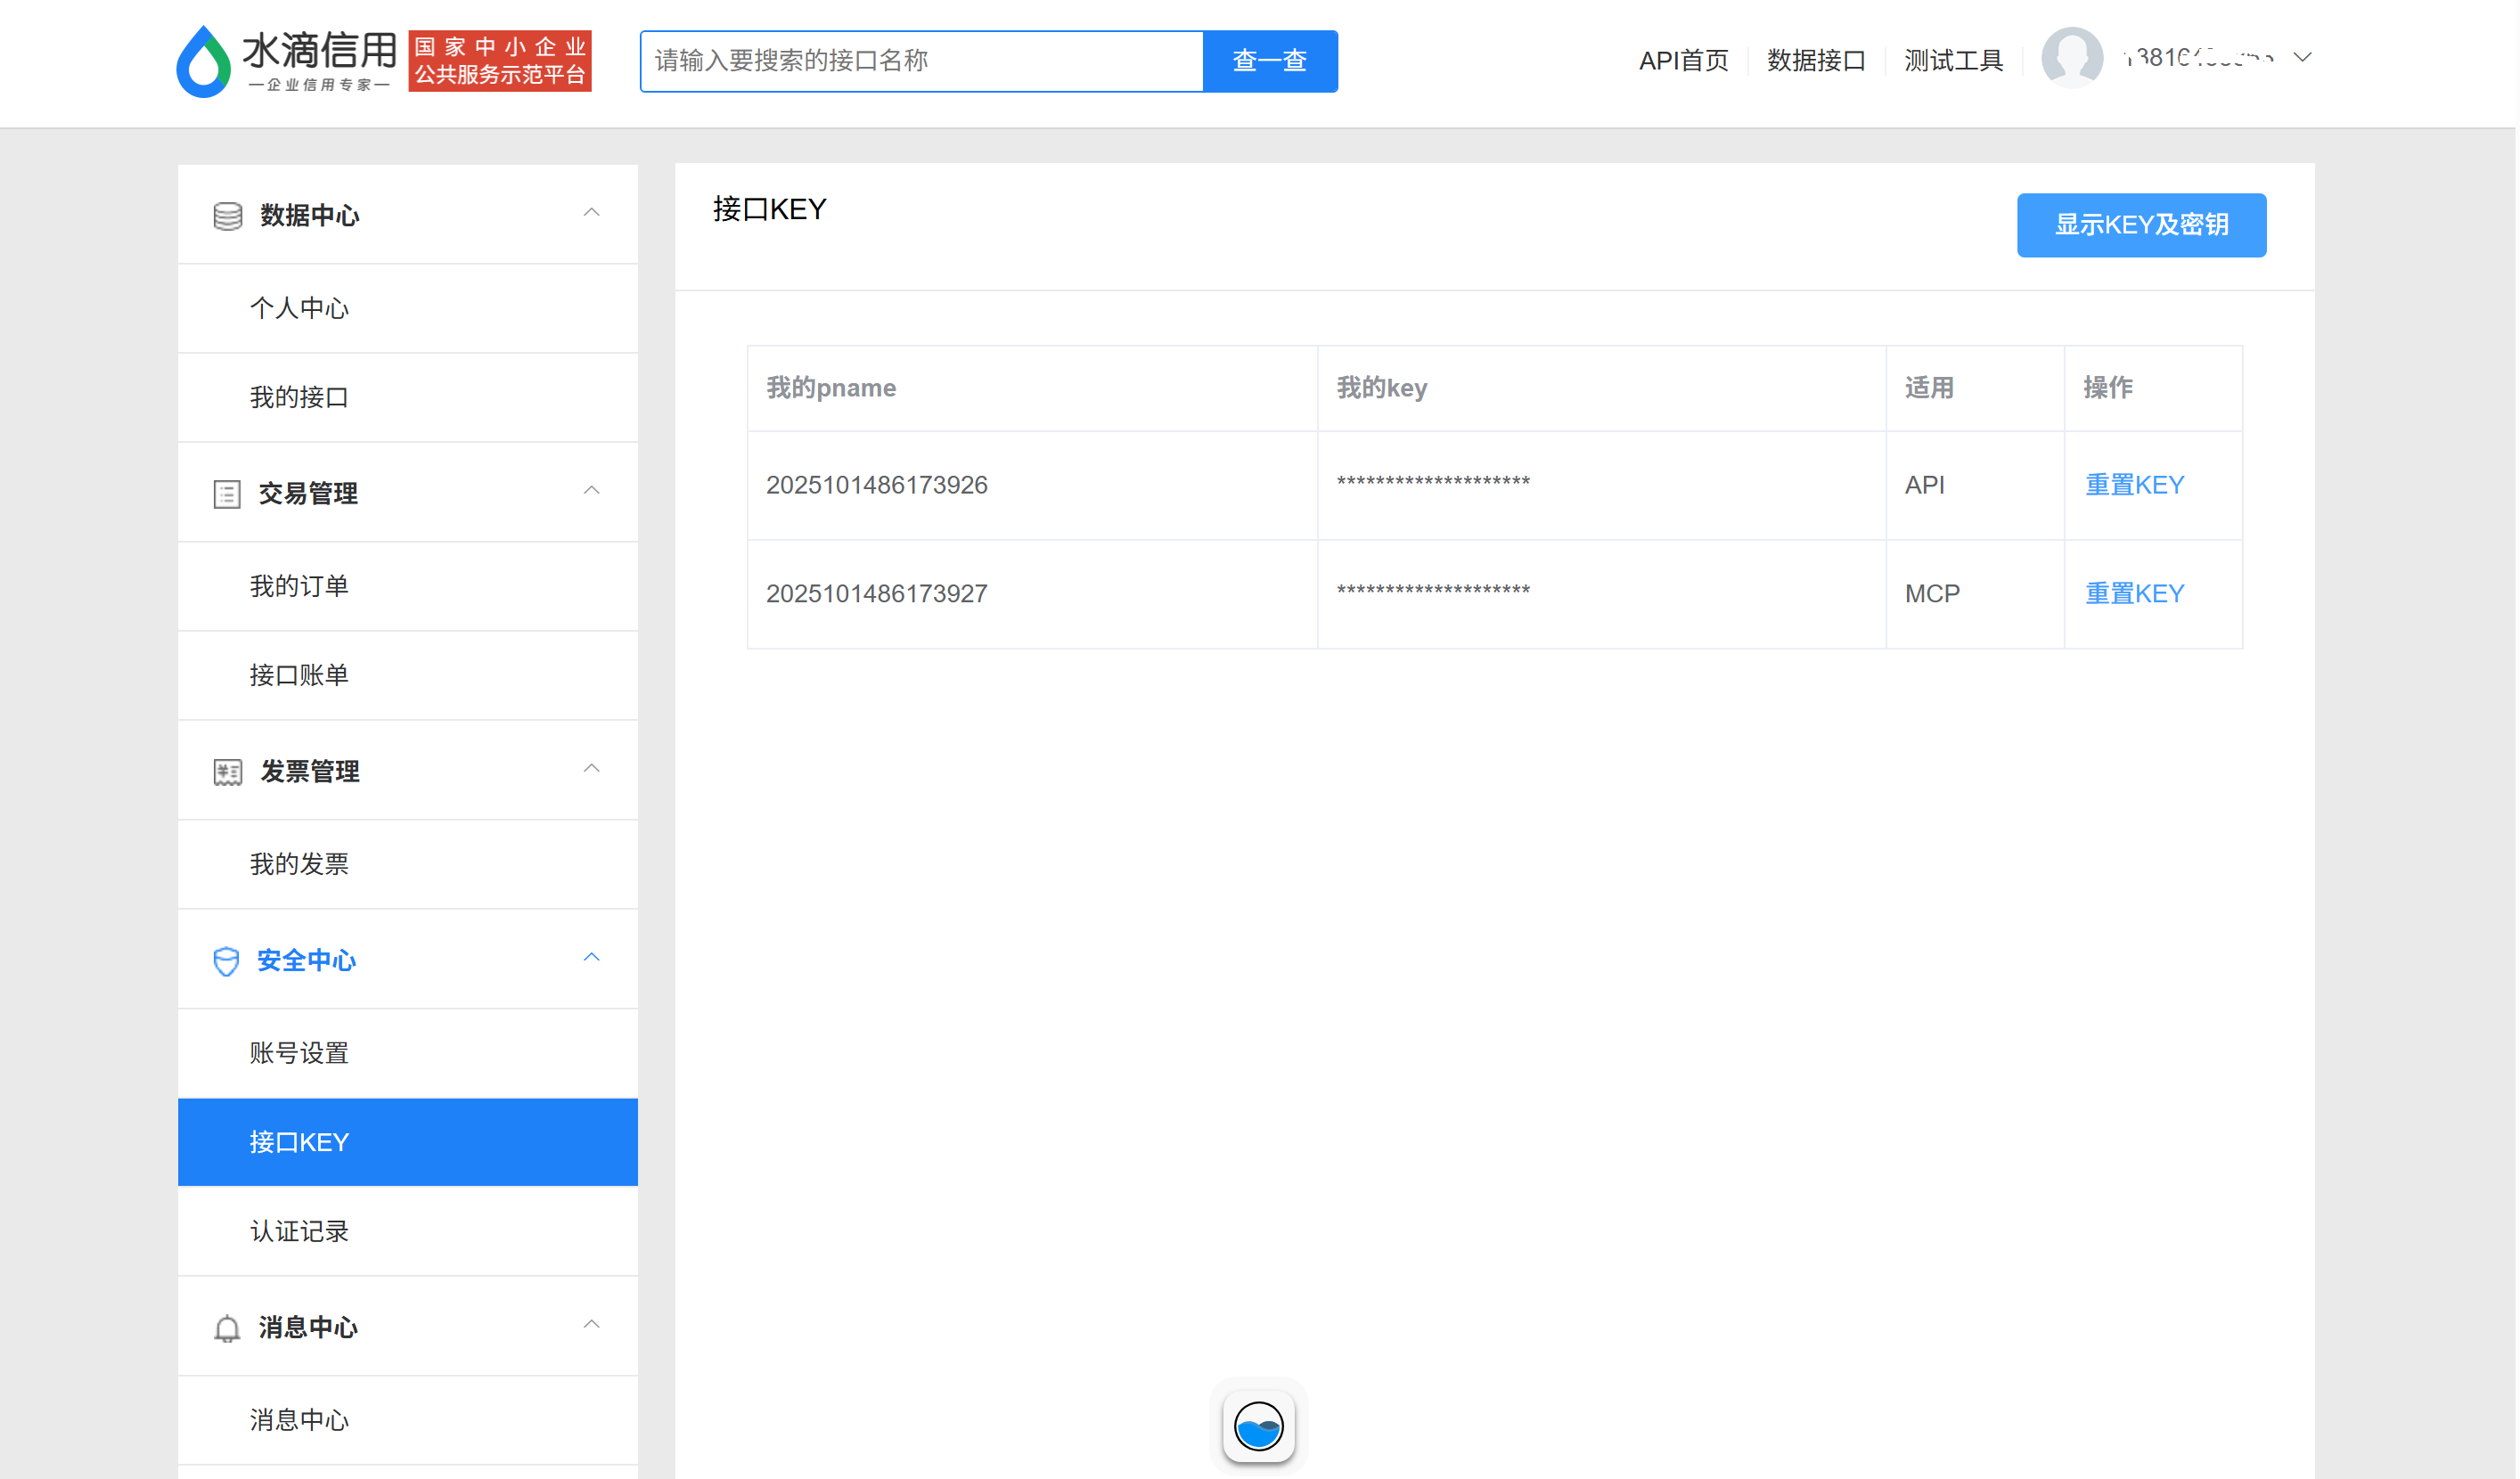 水滴信用
企业信用专家
国家中小企业
公共服务示范平台
请输入要搜索的接口名称
查一查
API首页
数据接口
测试工具
数据中心
个人中心
我的接口
交易管理
我的订单
接口账单
发票管理
我的发票
安全中心
账号设置
接口KEY
认证记录
消息中心
消息中心
接口KEY
显示KEY及密钥
我的pname 我的key 适用 操作
2025101486173926 ******************** API 重置KEY
2025101486173927 ******************** MCP 重置KEY